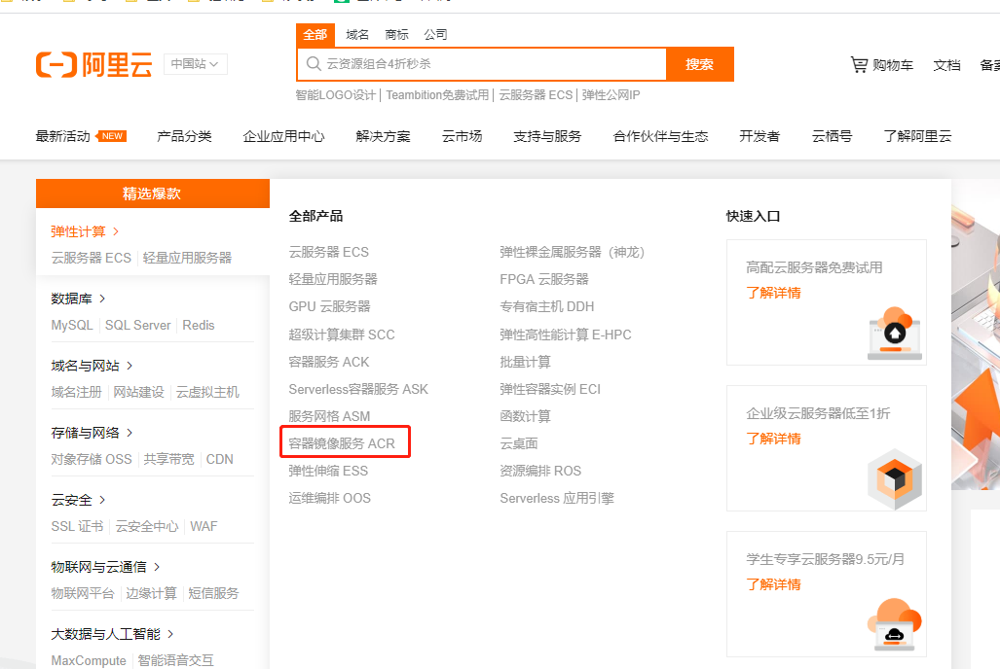 全部 域名 商标 公司
阿里云 中国站
云资源组合4折秒杀 搜索
购物车 文档 备案
智能LOGO设计 Teambition免费试用 云服务器 ECS 弹性公网IP
最新活动 NEW 产品分类 企业应用中心 解决方案 云市场 支持与服务 合作伙伴与生态 开发者 云栖号 了解阿里云
精选爆款
弹性计算
云服务器 ECS 轻量应用服务器
数据库
MySQL SQL Server Redis
域名与网站
域名注册 网站建设 云虚拟主机
存储与网络
对象存储 OSS 共享带宽 CDN
云安全
SSL 证书 云安全中心 WAF
物联网与云通信
物联网平台 边缘计算 短信服务
大数据与人工智能
MaxCompute 智能语音交互
全部产品
云服务器 ECS
轻量应用服务器
GPU 云服务器
超级计算集群 SCC
容器服务 ACK
Serverless容器服务 ASK
服务网格 ASM
容器镜像服务 ACR
弹性伸缩 ESS
运维编排 OOS
弹性裸金属服务器（神龙）
FPGA 云服务器
专有宿主机 DDH
弹性高性能计算 E-HPC
批量计算
弹性容器实例 ECI
函数计算
云桌面
资源编排 ROS
Serverless 应用引擎
快速入口
高配云服务器免费试用
了解详情
企业级云服务器低至1折
了解详情
学生专享云服务器9.5元/月
了解详情